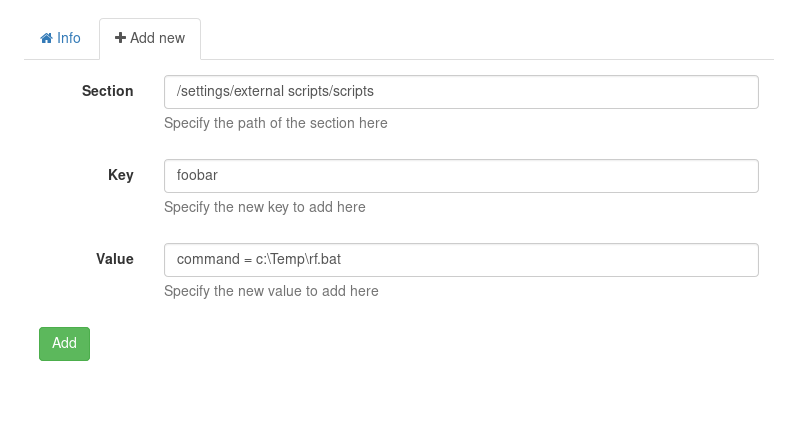 Info
Add new
Section
/settings/external scripts/scripts
Specify the path of the section here
Key
foobar
Specify the new key to add here
Value
command = c:\Temp\rf.bat
Specify the new value to add here
Add